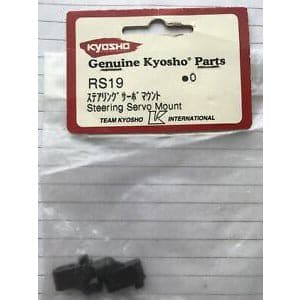 KYOSHO
Genuine Kyosho® Parts
RS19 ●0
ステアリングサーボマウント
Steering Servo Mount
TEAM KYOSHO K INTERNATIONAL